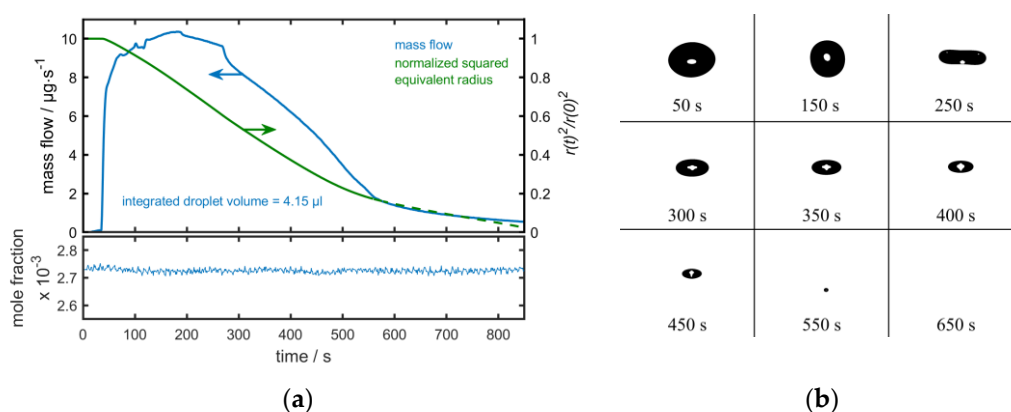 mass flow / µg·s⁻¹
10
8
6
4
2
0
mass flow
normalized squared
equivalent radius
integrated droplet volume = 4.15 µl
1
0.8
0.6
0.4
0.2
0
r(t)²/r(0)²
mole fraction
x 10⁻³
2.8
2.7
2.6
0 100 200 300 400 500 600 700 800
time / s
(a)
50 s 150 s 250 s
300 s 350 s 400 s
450 s 550 s 650 s
(b)